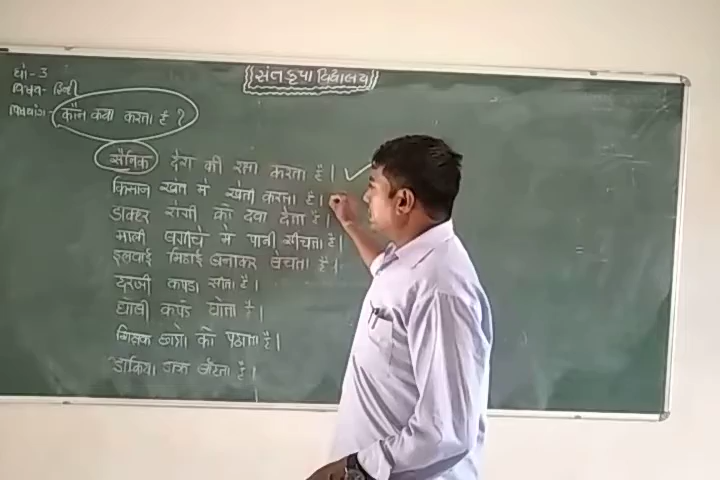 संत कृपा विद्यालय
घौ-3
विषय- हिन्दी
कौन क्या करता है ?
सैनिक देश की रक्षा करता है।
किसान खेत में खेती करता है।
डाक्टर रोगी को दवा देता है।
माली बगीचे मे पानी सींचता है।
हलवाई मिठाई बनाकर बेचता है।
दरजी कपडा सीता है।
धोबी कपडे धोता है।
शिक्षक छात्रो को पढाता है।
डाकिया डाक बाँटता है।